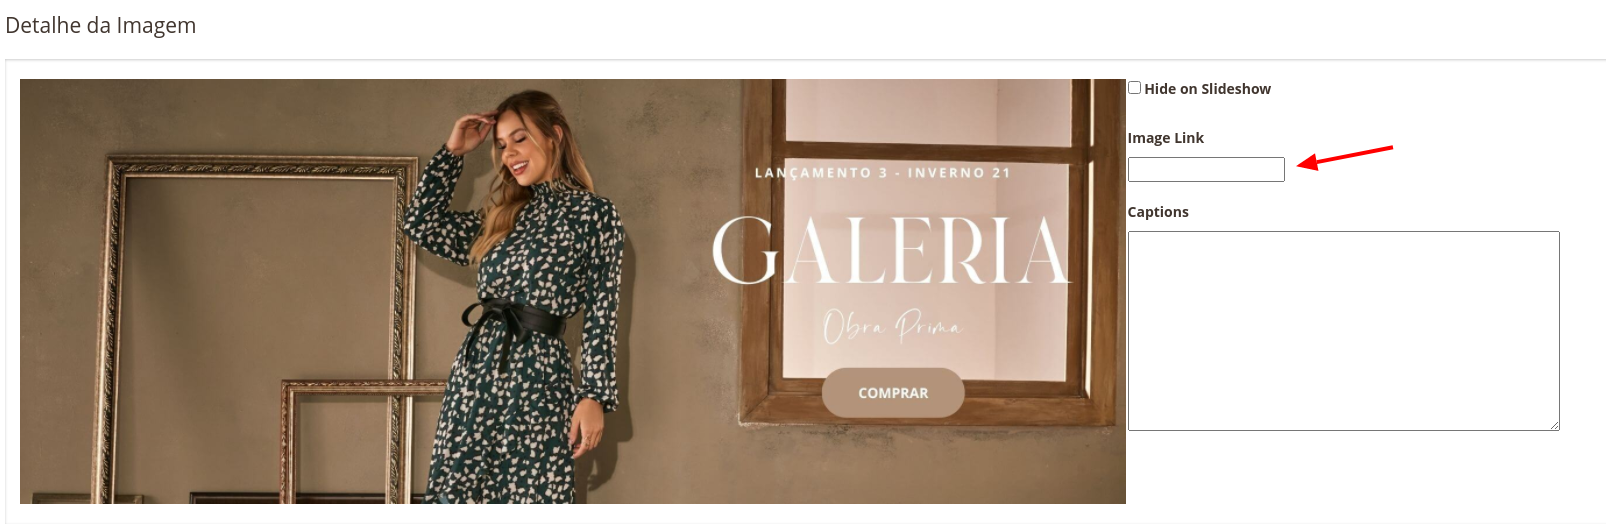 Detalhe da Imagem
Hide on Slideshow
Image Link
Captions
LANÇAMENTO 3 - INVERNO 21
GALERIA
Obra Prima
COMPRAR